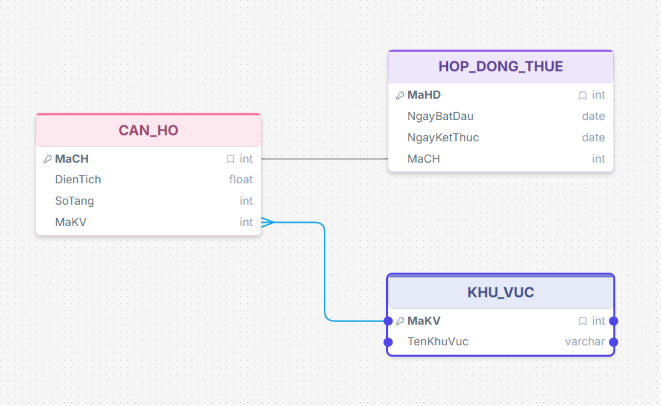 CAN_HO
MaCH int
DienTich float
SoTang int
MaKV int
HOP_DONG_THUE
MaHD int
NgayBatDau date
NgayKetThuc date
MaCH int
KHU_VUC
MaKV int
TenKhuVuc varchar